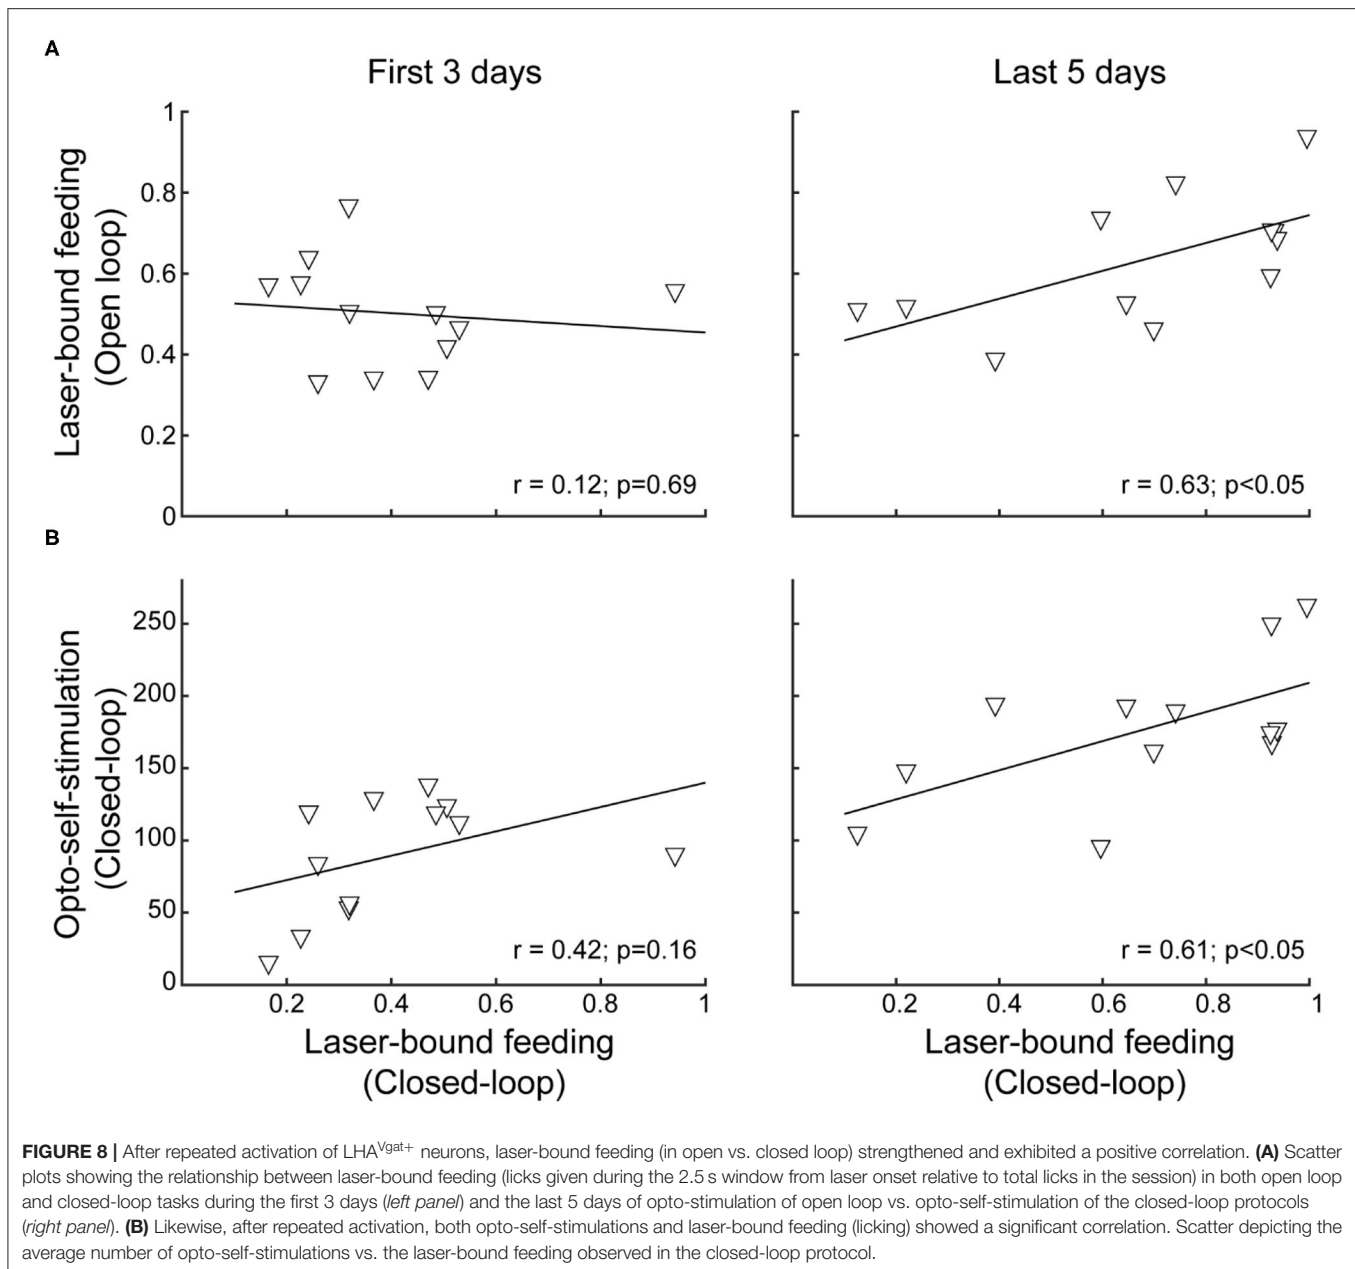 A
First 3 days
Last 5 days
Laser-bound feeding
(Open loop)
1
0.8
0.6
0.4
0.2
0
r = 0.12; p=0.69
r = 0.63; p<0.05
B
Opto-self-stimulation
(Closed-loop)
250
200
150
100
50
0
r = 0.42; p=0.16
r = 0.61; p<0.05
0.2 0.4 0.6 0.8 1
0.2 0.4 0.6 0.8 1
Laser-bound feeding
(Closed-loop)
Laser-bound feeding
(Closed-loop)
FIGURE 8 | After repeated activation of LHAVgat+ neurons, laser-bound feeding (in open vs. closed loop) strengthened and exhibited a positive correlation. (A) Scatter
plots showing the relationship between laser-bound feeding (licks given during the 2.5 s window from laser onset relative to total licks in the session) in both open loop
and closed-loop tasks during the first 3 days (left panel) and the last 5 days of opto-stimulation of open loop vs. opto-self-stimulation of the closed-loop protocols
(right panel). (B) Likewise, after repeated activation, both opto-self-stimulations and laser-bound feeding (licking) showed a significant correlation. Scatter depicting the
average number of opto-self-stimulations vs. the laser-bound feeding observed in the closed-loop protocol.